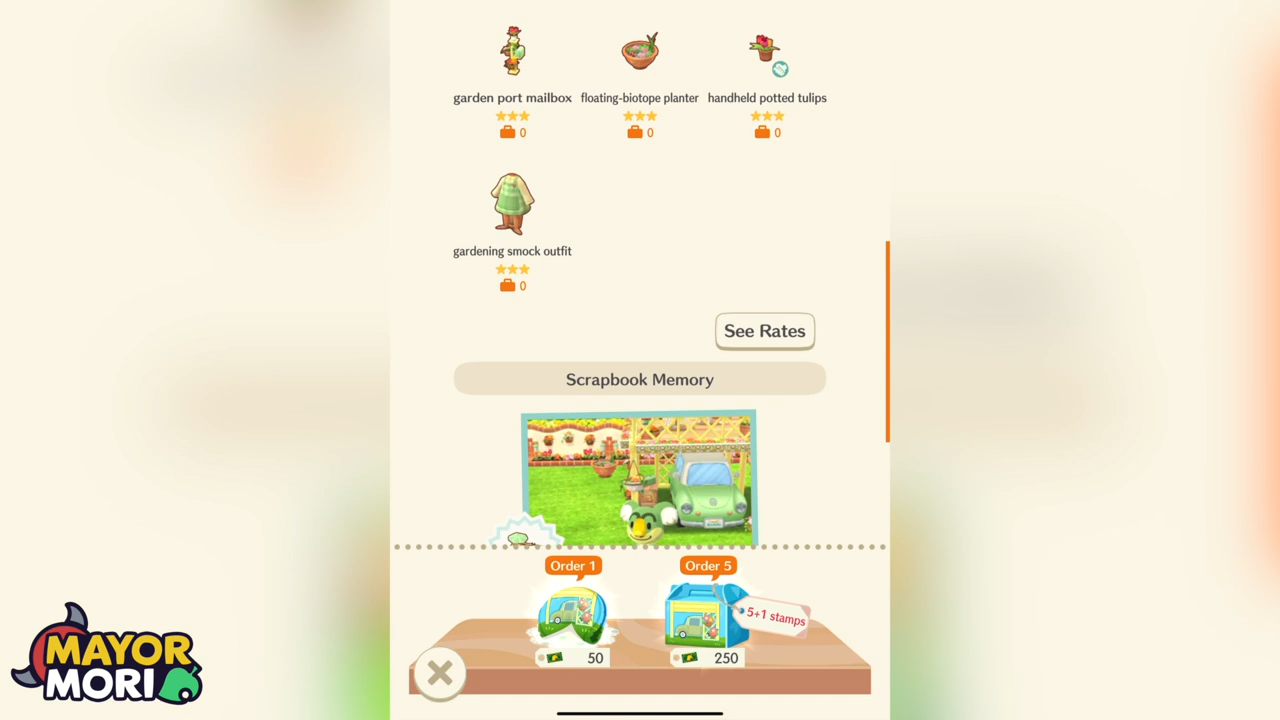 garden port mailbox floating-biotope planter handheld potted tulips
0 0 0
gardening smock outfit
0
See Rates
Scrapbook Memory
Order 1 Order 5
5+1 stamps
50 250
MAYOR
MORI